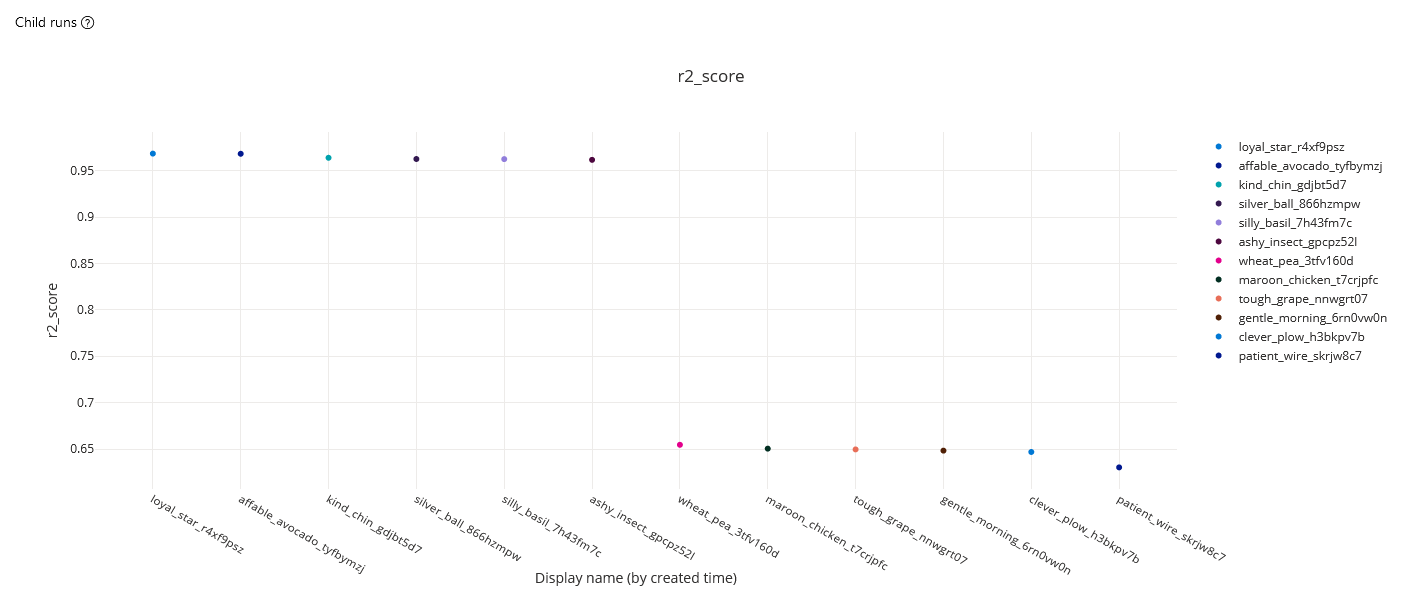 Child runs ?
r2_score
0.95
0.9
0.85
0.8
0.75
0.7
0.65
r2_score
loyal_star_r4xf9psz
affable_avocado_tyfbymzj
kind_chin_gdjbt5d7
silver_ball_866hzmpw
silly_basil_7h43fm7c
ashy_insect_gpcpz52l
wheat_pea_3tfv160d
maroon_chicken_t7crjpfc
tough_grape_nnwgrt07
gentle_morning_6rn0vw0n
clever_plow_h3bkpv7b
patient_wire_skrjw8c7
Display name (by created time)
loyal_star_r4xf9psz
affable_avocado_tyfbymzj
kind_chin_gdjbt5d7
silver_ball_866hzmpw
silly_basil_7h43fm7c
ashy_insect_gpcpz52l
wheat_pea_3tfv160d
maroon_chicken_t7crjpfc
tough_grape_nnwgrt07
gentle_morning_6rn0vw0n
clever_plow_h3bkpv7b
patient_wire_skrjw8c7